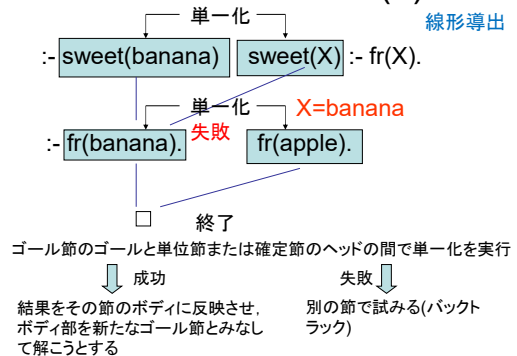 線形導出
単一化
:- sweet(banana) sweet(X) :- fr(X).
単一化 X=banana
失敗
:- fr(banana). fr(apple).
□ 終了
ゴール節のゴールと単位節または確定節のヘッドの間で単一化を実行
成功 失敗
結果をその節のボディに反映させ,
ボディ部を新たなゴール節とみなし
て解こうとする
別の節で試みる(バックト
ラック)